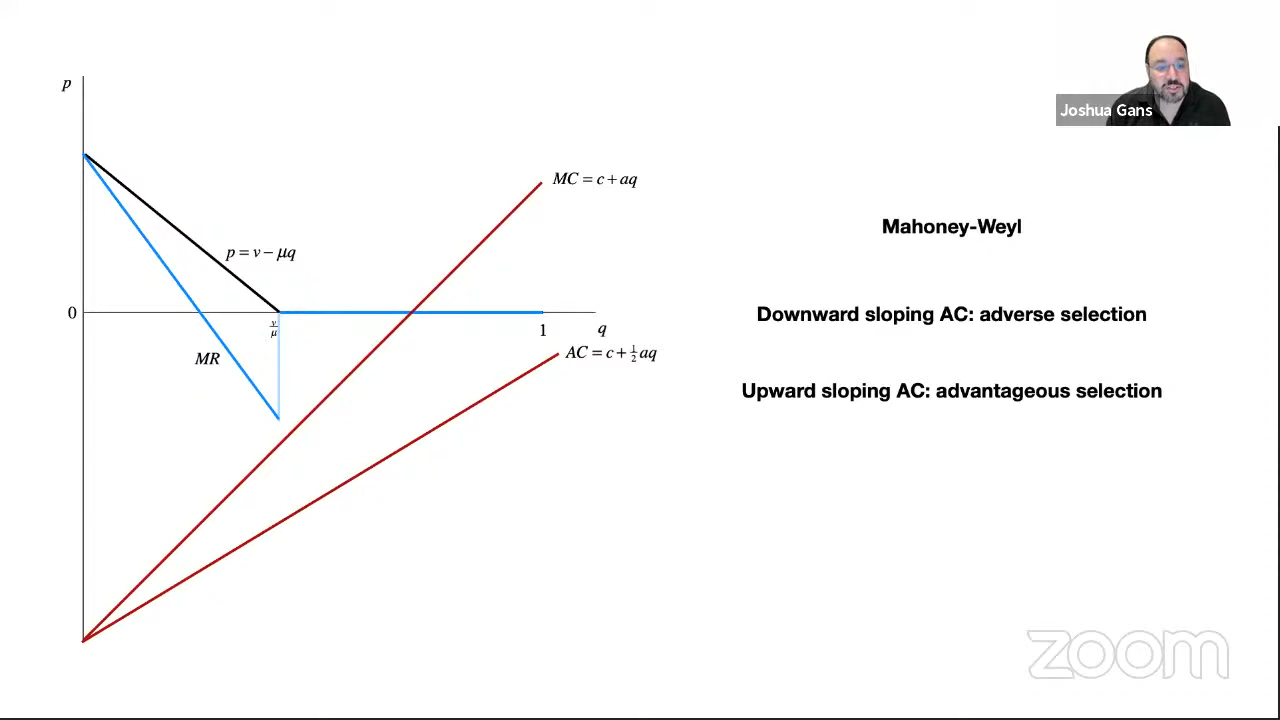 Joshua Gans
p
MC = c + aq
Mahoney-Weyl
p = v − μq
0
Downward sloping AC: adverse selection
v/μ
1
q
MR
AC = c + ½aq
Upward sloping AC: advantageous selection
zoom